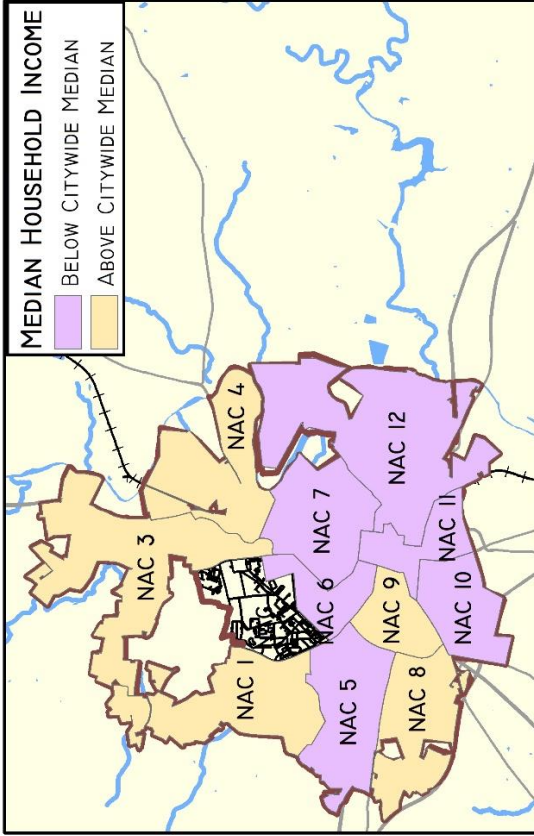 MEDIAN HOUSEHOLD INCOME
BELOW CITYWIDE MEDIAN
ABOVE CITYWIDE MEDIAN
NAC 3
NAC 4
NAC 1
NAC 7
NAC 6
NAC 12
NAC 5
NAC 9
NAC 11
NAC 8
NAC 10